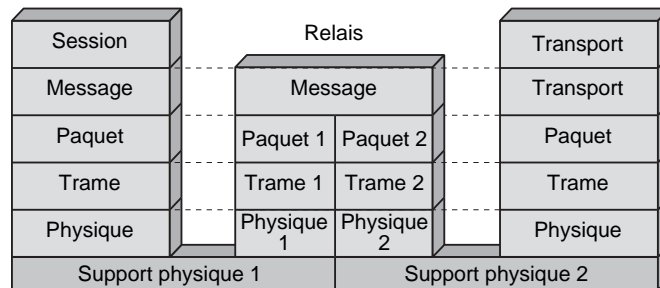 Session
Message
Paquet
Trame
Physique
Relais
Message
Paquet 1
Paquet 2
Trame 1
Trame 2
Physique
1
Physique
2
Transport
Transport
Paquet
Trame
Physique
Support physique 1
Support physique 2